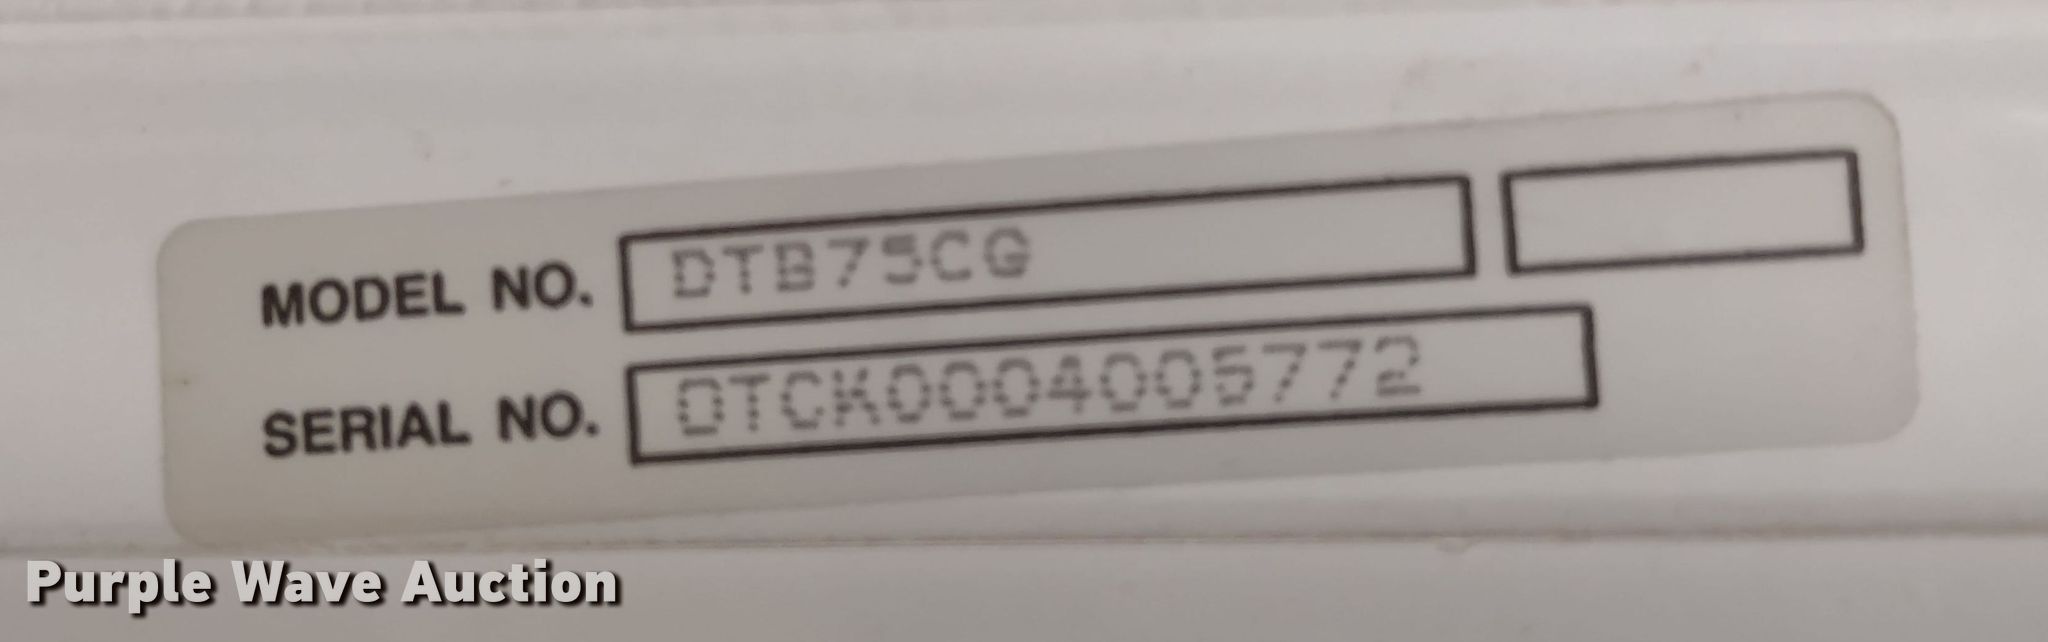 MODEL NO. DTB75CG
SERIAL NO. DTCK0004005772
Purple Wave Auction